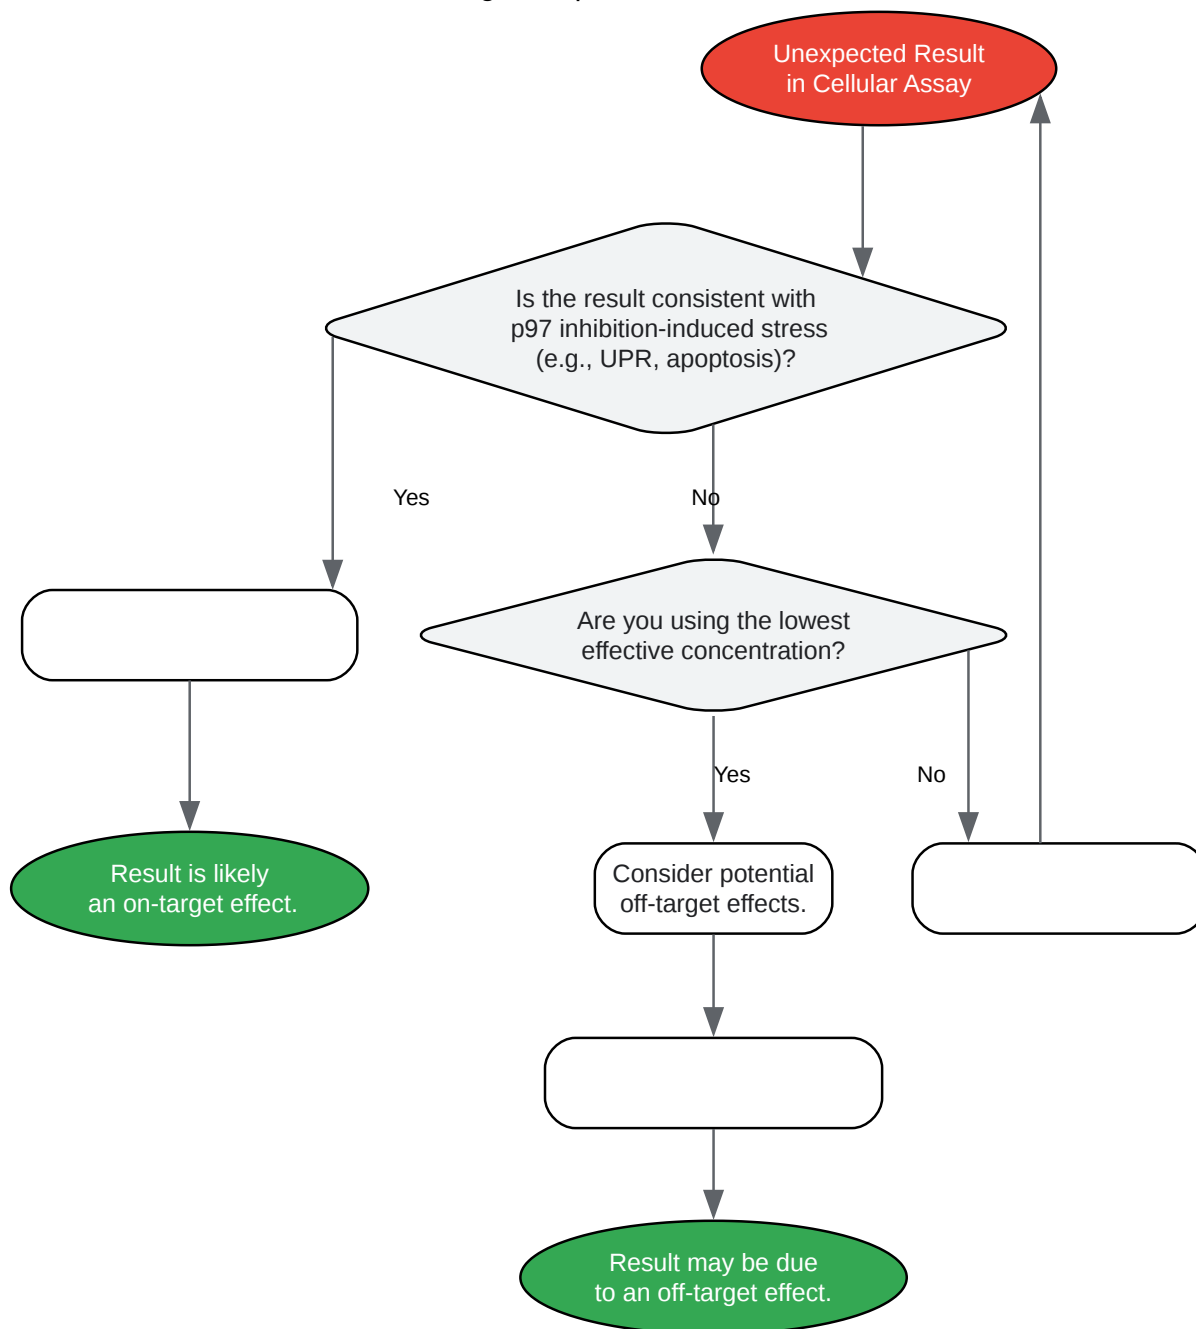 Unexpected Result
in Cellular Assay
Is the result consistent with
p97 inhibition-induced stress
(e.g., UPR, apoptosis)?
Yes
No
Are you using the lowest
effective concentration?
Yes
No
Result is likely
an on-target effect.
Consider potential
off-target effects.
Result may be due
to an off-target effect.